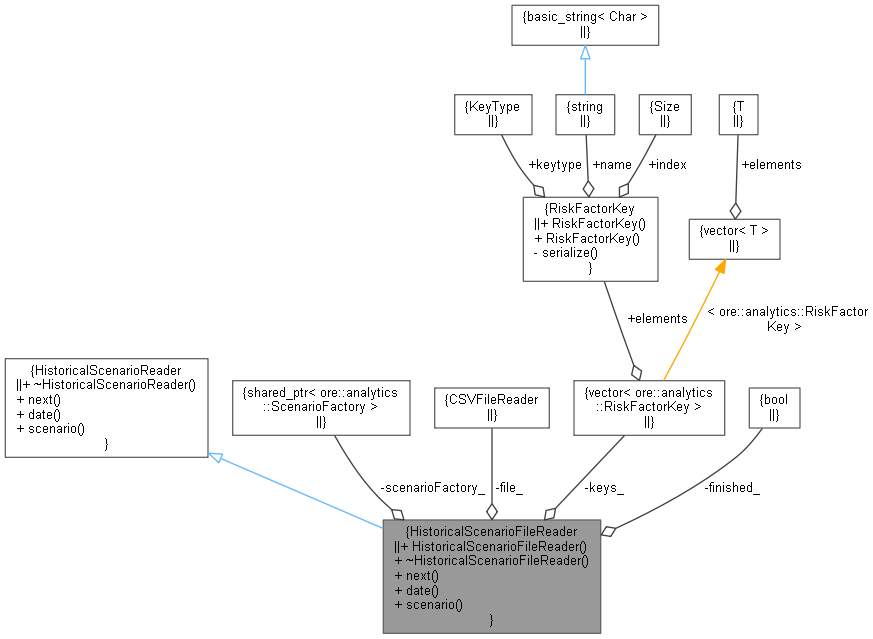 {basic_string< Char >
||}
{KeyType
||}
{string
||}
{Size
||}
{T
||}
+keytype
+name
+index
+elements
{RiskFactorKey
||+ RiskFactorKey()
+ RiskFactorKey()
- serialize()
}
{vector< T >
||}
+elements
< ore::analytics::RiskFactor
Key >
{HistoricalScenarioReader
||+ ~HistoricalScenarioReader()
+ next()
+ date()
+ scenario()
}
{shared_ptr< ore::analytics
::ScenarioFactory >
||}
{CSVFileReader
||}
{vector< ore::analytics
::RiskFactorKey >
||}
{bool
||}
-scenarioFactory_
-file_
-keys_
-finished_
{HistoricalScenarioFileReader
||+ HistoricalScenarioFileReader()
+ ~HistoricalScenarioFileReader()
+ next()
+ date()
+ scenario()
}